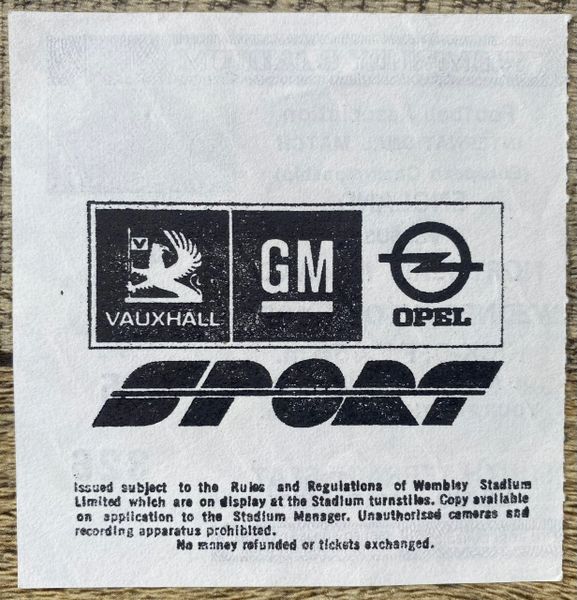 V
VAUXHALL
GM
OPEL
SPORT
Issued subject to the Rules and Regulations of Wembley Stadium
Limited which are on display at the Stadium turnstiles. Copy available
on application to the Stadium Manager. Unauthorised cameras and
recording apparatus prohibited.
No money refunded or tickets exchanged.